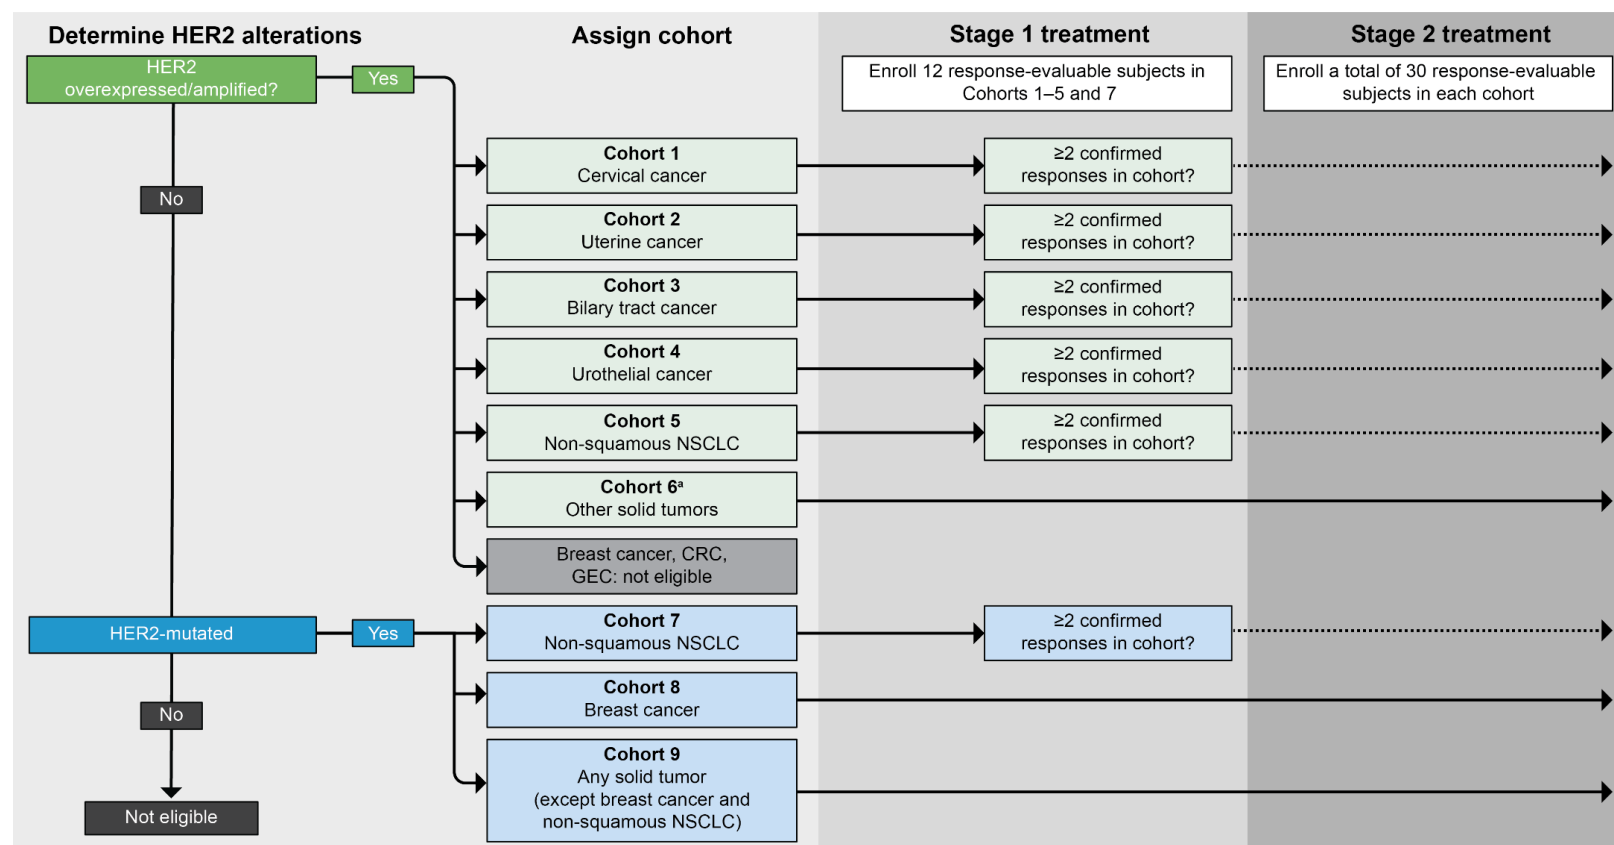 Determine HER2 alterations
Assign cohort
Stage 1 treatment
Stage 2 treatment
HER2
overexpressed/amplified?
Yes
Enroll 12 response-evaluable subjects in
Cohorts 1–5 and 7
Enroll a total of 30 response-evaluable
subjects in each cohort
No
Cohort 1
Cervical cancer
≥2 confirmed
responses in cohort?
Cohort 2
Uterine cancer
≥2 confirmed
responses in cohort?
Cohort 3
Bilary tract cancer
≥2 confirmed
responses in cohort?
Cohort 4
Urothelial cancer
≥2 confirmed
responses in cohort?
Cohort 5
Non-squamous NSCLC
≥2 confirmed
responses in cohort?
Cohort 6ª
Other solid tumors
Breast cancer, CRC,
GEC: not eligible
HER2-mutated
Yes
Cohort 7
Non-squamous NSCLC
≥2 confirmed
responses in cohort?
No
Cohort 8
Breast cancer
Cohort 9
Any solid tumor
(except breast cancer and
non-squamous NSCLC)
Not eligible